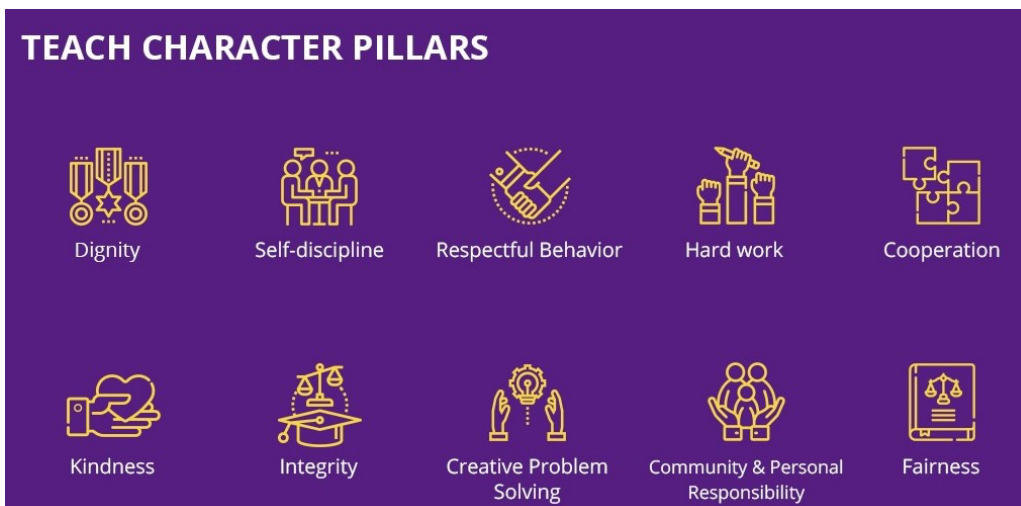 TEACH CHARACTER PILLARS
Dignity
Self-discipline
Respectful Behavior
Hard work
Cooperation
Kindness
Integrity
Creative Problem
Solving
Community & Personal
Responsibility
Fairness